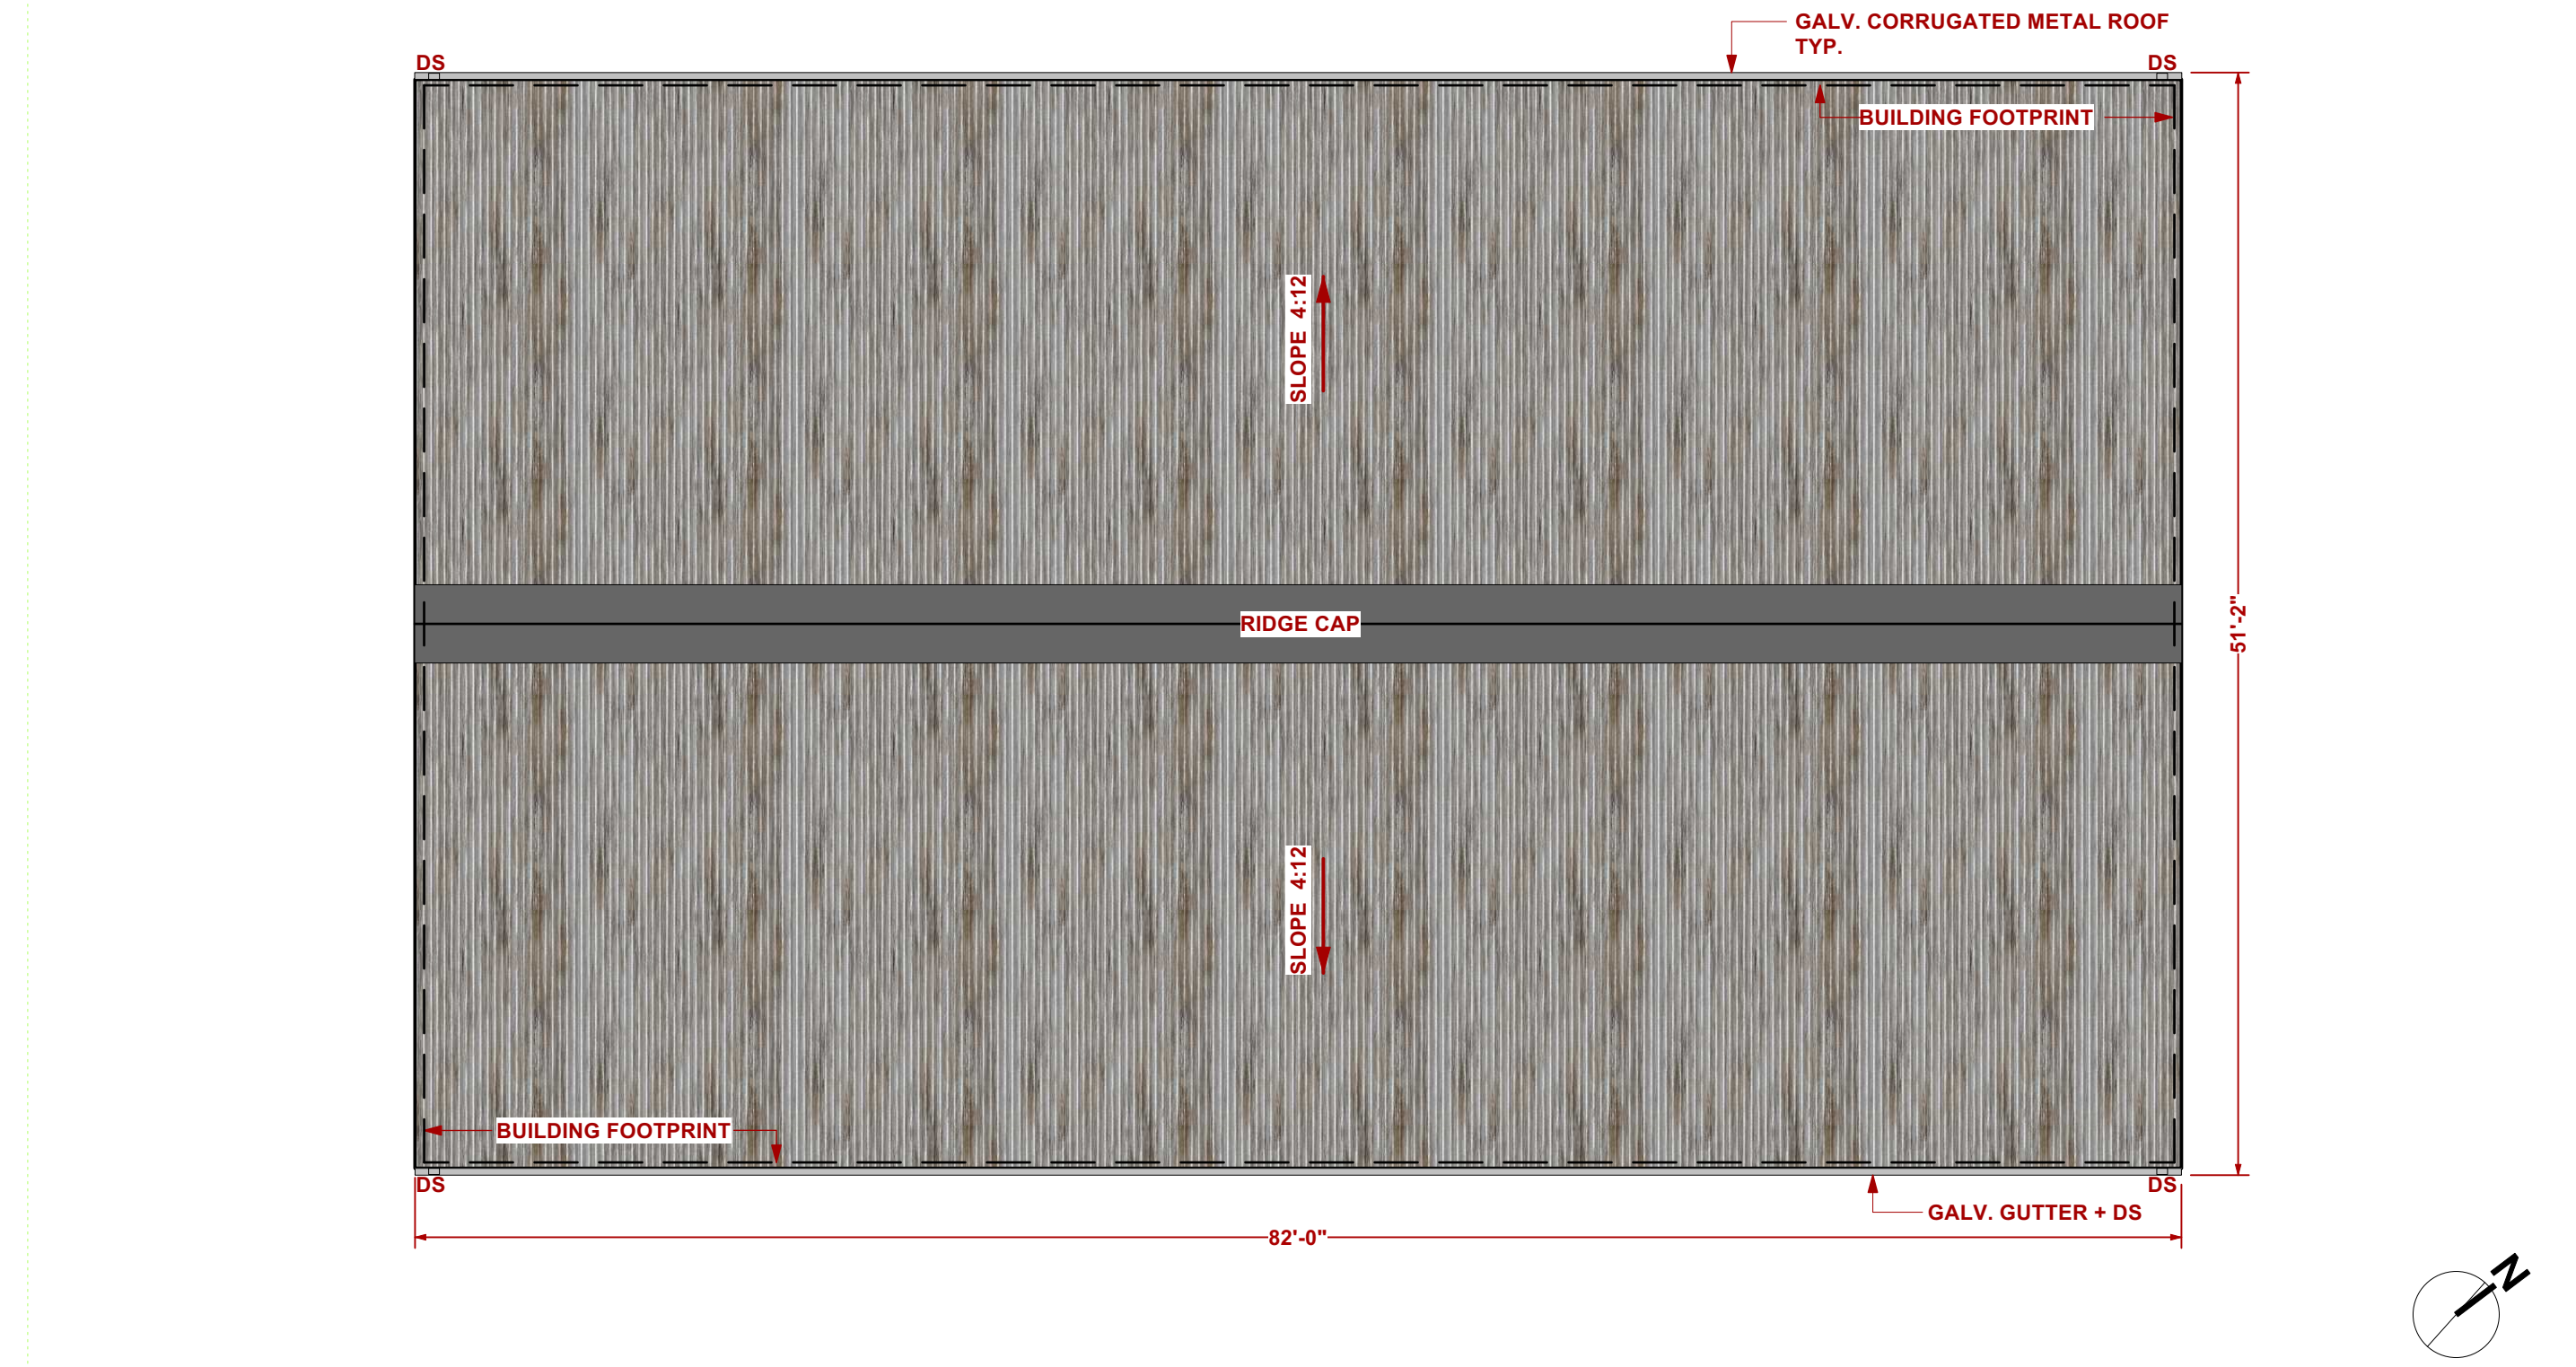 GALV. CORRUGATED METAL ROOF
TYP.
DS
DS
BUILDING FOOTPRINT
SLOPE 4:12
RIDGE CAP
51'-2"
SLOPE 4:12
BUILDING FOOTPRINT
DS
DS
GALV. GUTTER + DS
82'-0"
N